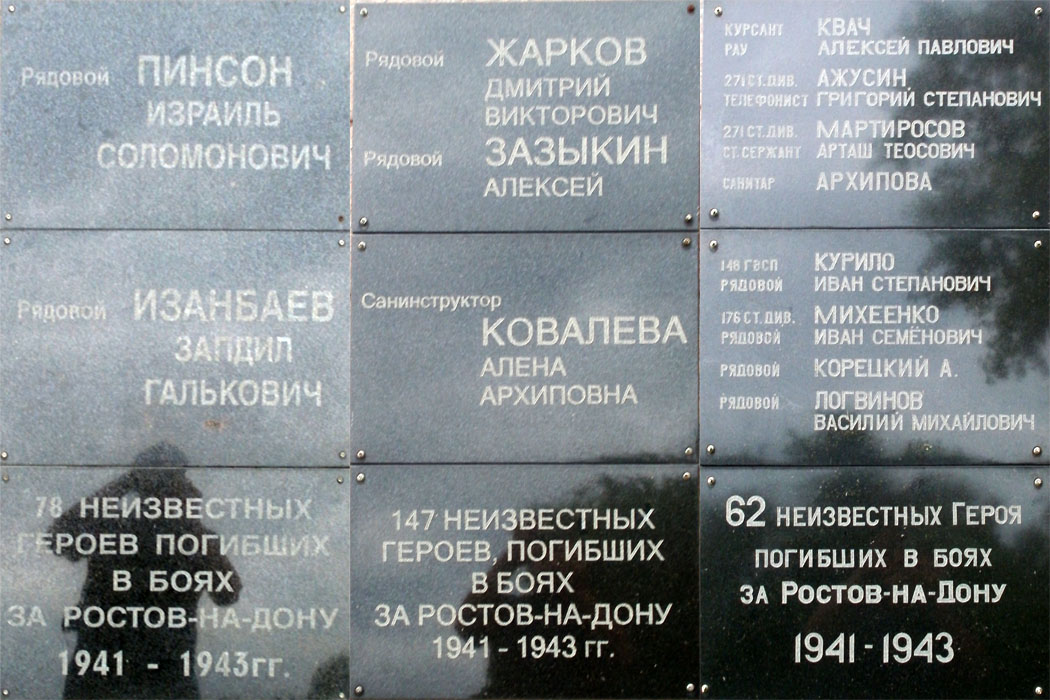 Рядовой ПИНСОН
ИЗРАИЛЬ
СОЛОМОНОВИЧ
Рядовой ЖАРКОВ
ДМИТРИЙ
ВИКТОРОВИЧ
Рядовой ЗАЗЫКИН
АЛЕКСЕЙ
КУРСАНТ КВАЧ
РАУ АЛЕКСЕЙ ПАВЛОВИЧ
271 СТ.ДИВ. АЖУСИН
ТЕЛЕФОНИСТ ГРИГОРИЙ СТЕПАНОВИЧ
271 СТ.ДИВ. МАРТИРОСОВ
СТ.СЕРЖАНТ АРТАШ ТЕОСОВИЧ
САНИТАР АРХИПОВА
Рядовой ИЗАНБАЕВ
ЗАПДИЛ
ГАЛЬКОВИЧ
Санинструктор
КОВАЛЕВА
АЛЕНА
АРХИПОВНА
148 ГВСП КУРИЛО
РЯДОВОЙ ИВАН СТЕПАНОВИЧ
176 СТ.ДИВ. МИХЕЕНКО
РЯДОВОЙ ИВАН СЕМЁНОВИЧ
РЯДОВОЙ КОРЕЦКИЙ А.
РЯДОВОЙ ЛОГВИНОВ
ВАСИЛИЙ МИХАЙЛОВИЧ
78 НЕИЗВЕСТНЫХ
ГЕРОЕВ ПОГИБШИХ
В БОЯХ
ЗА РОСТОВ-НА-ДОНУ
1941 - 1943гг.
147 НЕИЗВЕСТНЫХ
ГЕРОЕВ, ПОГИБШИХ
В БОЯХ
ЗА РОСТОВ-НА-ДОНУ
1941 - 1943 гг.
62 НЕИЗВЕСТНЫХ ГЕРОЯ
ПОГИБШИХ В БОЯХ
ЗА РОСТОВ-НА-ДОНУ
1941-1943